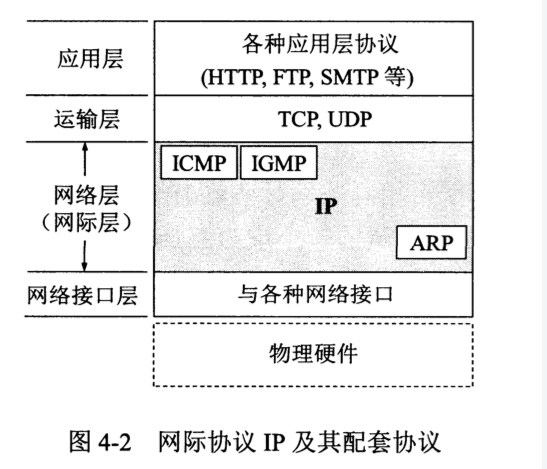 应用层
各种应用层协议
(HTTP, FTP, SMTP 等)
运输层
TCP, UDP
ICMP
IGMP
网络层
（网际层）
IP
ARP
网络接口层
与各种网络接口
物理硬件
图 4-2 网际协议 IP 及其配套协议